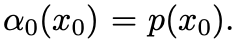 α₀(x₀) = p(x₀).